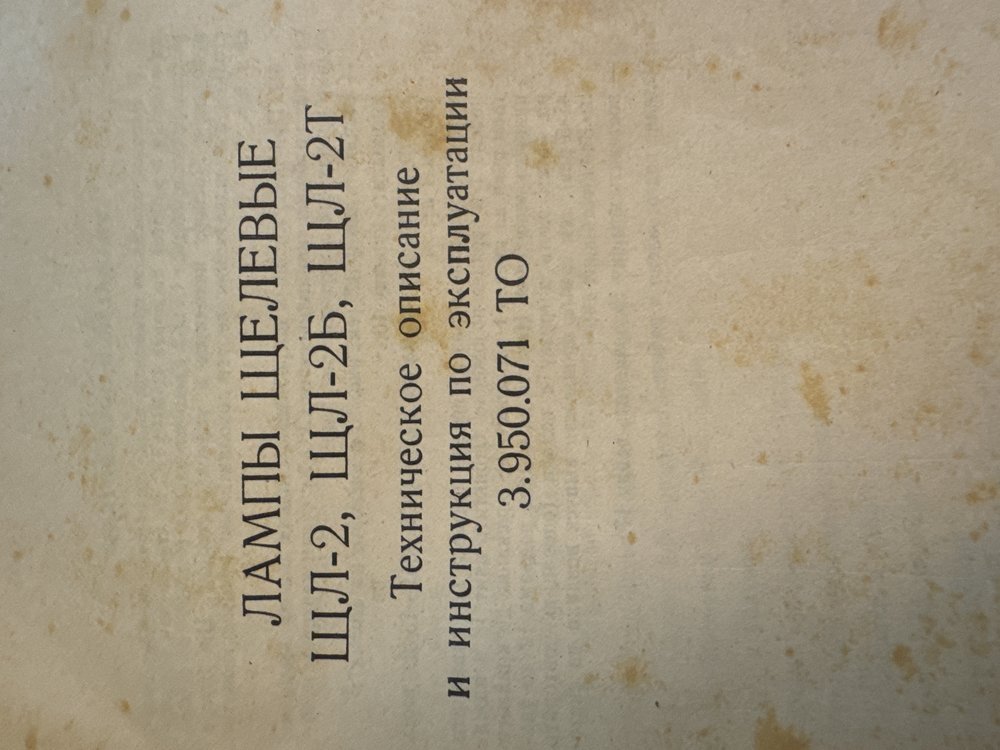 ЛАМПЫ ЩЕЛЕВЫЕ
ЩЛ-2, ЩЛ-2Б, ЩЛ-2Т
Техническое описание
и инструкция по эксплуатации
3.950.071 ТО